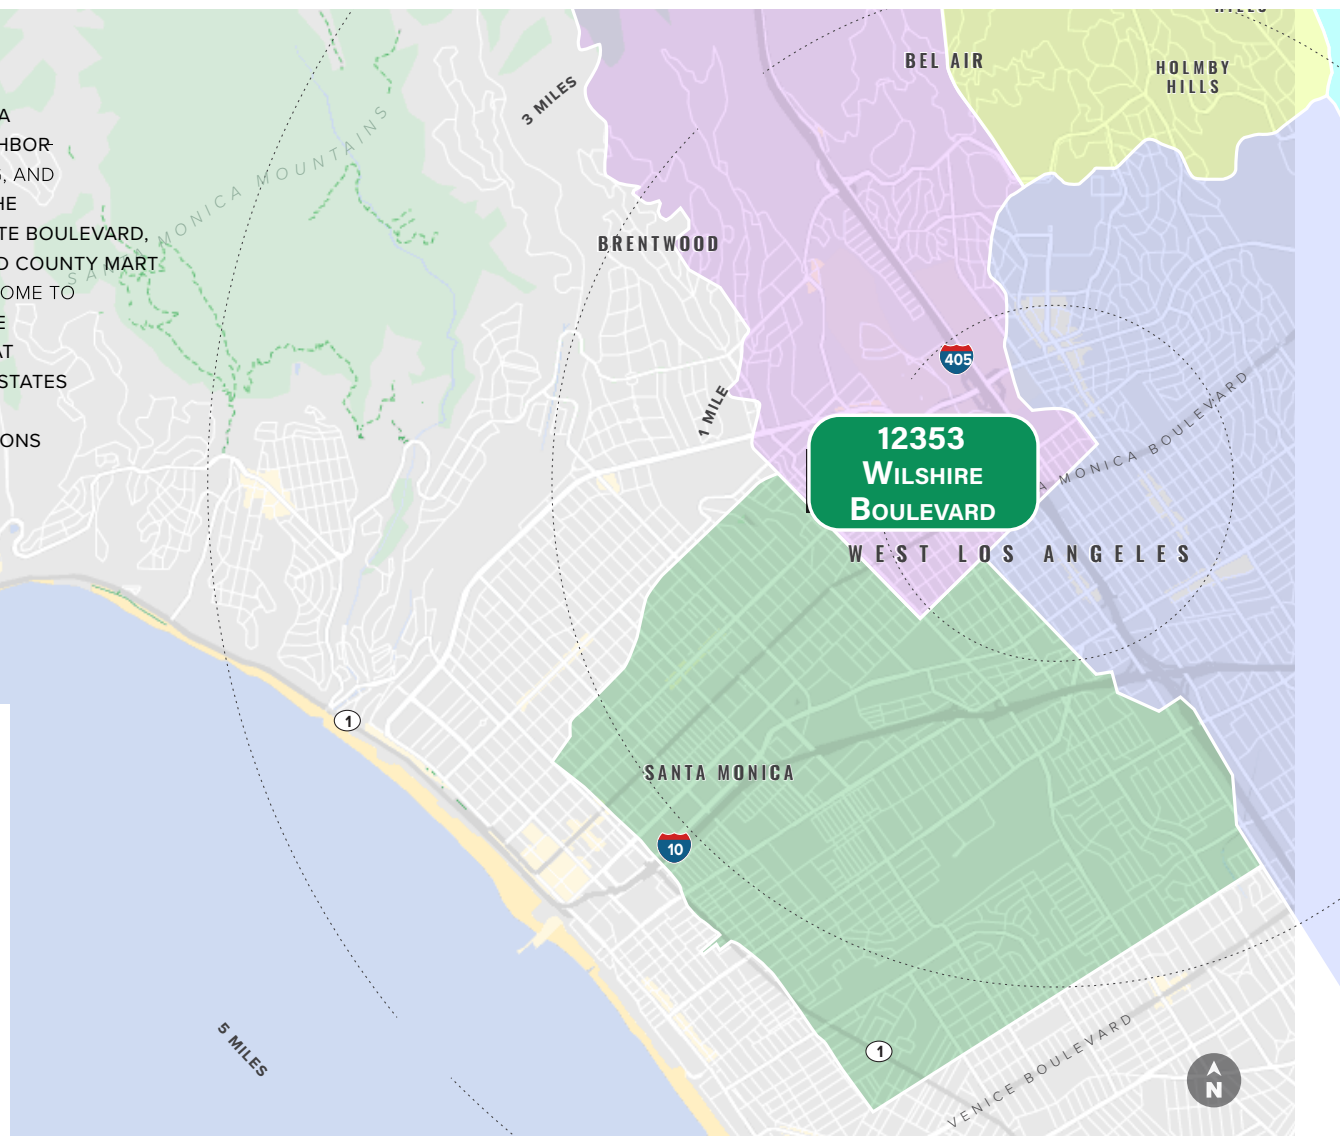 HILLS
BEL AIR
HOLMBY
HILLS
3 MILES
A
HBOR-
, AND
HE
TE BOULEVARD,
D COUNTY MART
OME TO
E
AT
STATES
ONS
SANTA MONICA MOUNTAINS
BRENTWOOD
405
1 MILE
12353
WILSHIRE
BOULEVARD
A MONICA BOULEVARD
WEST LOS ANGELES
1
SANTA MONICA
10
5 MILES
1
VENICE BOULEVARD
N